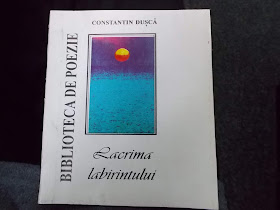 CONSTANTIN DUȘCĂ
BIBLIOTECA DE POEZIE
Lacrima
labirintului